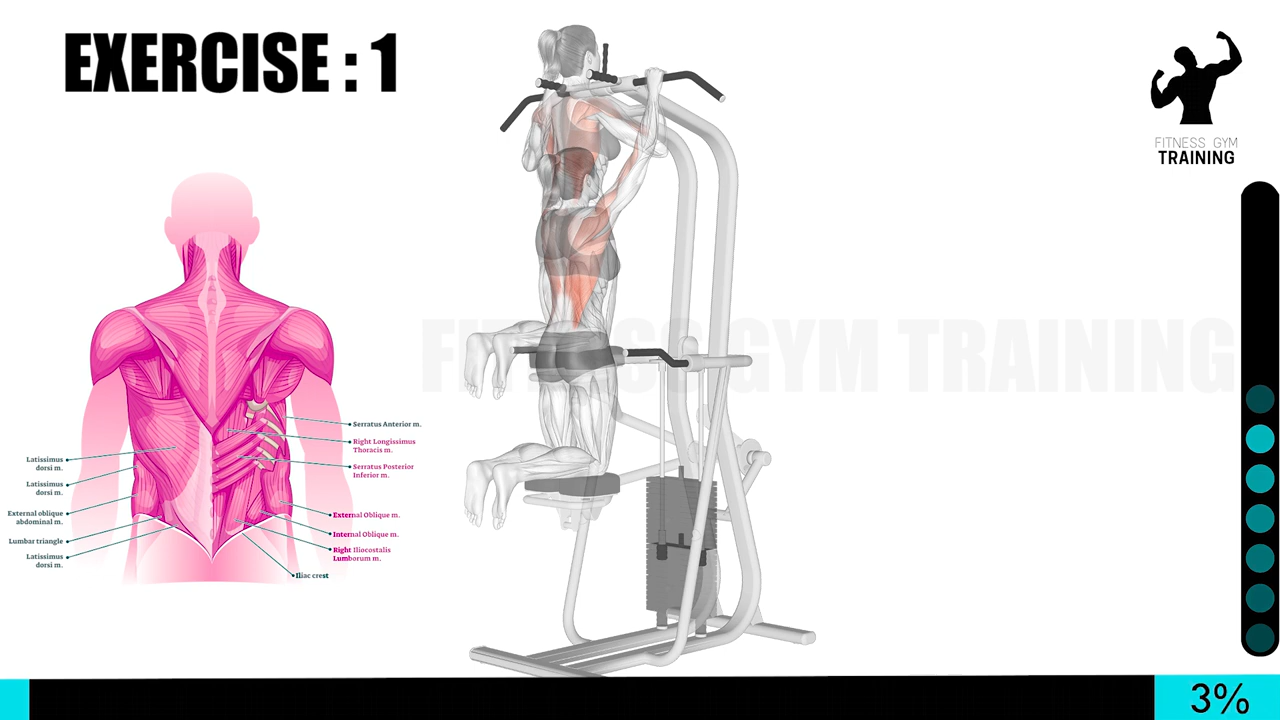 EXERCISE : 1
FITNESS GYM
TRAINING
FITNESS GYM TRAINING
Serratus Anterior m.
Right Longissimus
Thoracis m.
Serratus Posterior
Inferior m.
External Oblique m.
Internal Oblique m.
Right Iliocostalis
Lumborum m.
Iliac crest
Latissimus
dorsi m.
Latissimus
dorsi m.
External oblique
abdominal m.
Lumbar triangle
Latissimus
dorsi m.
3%